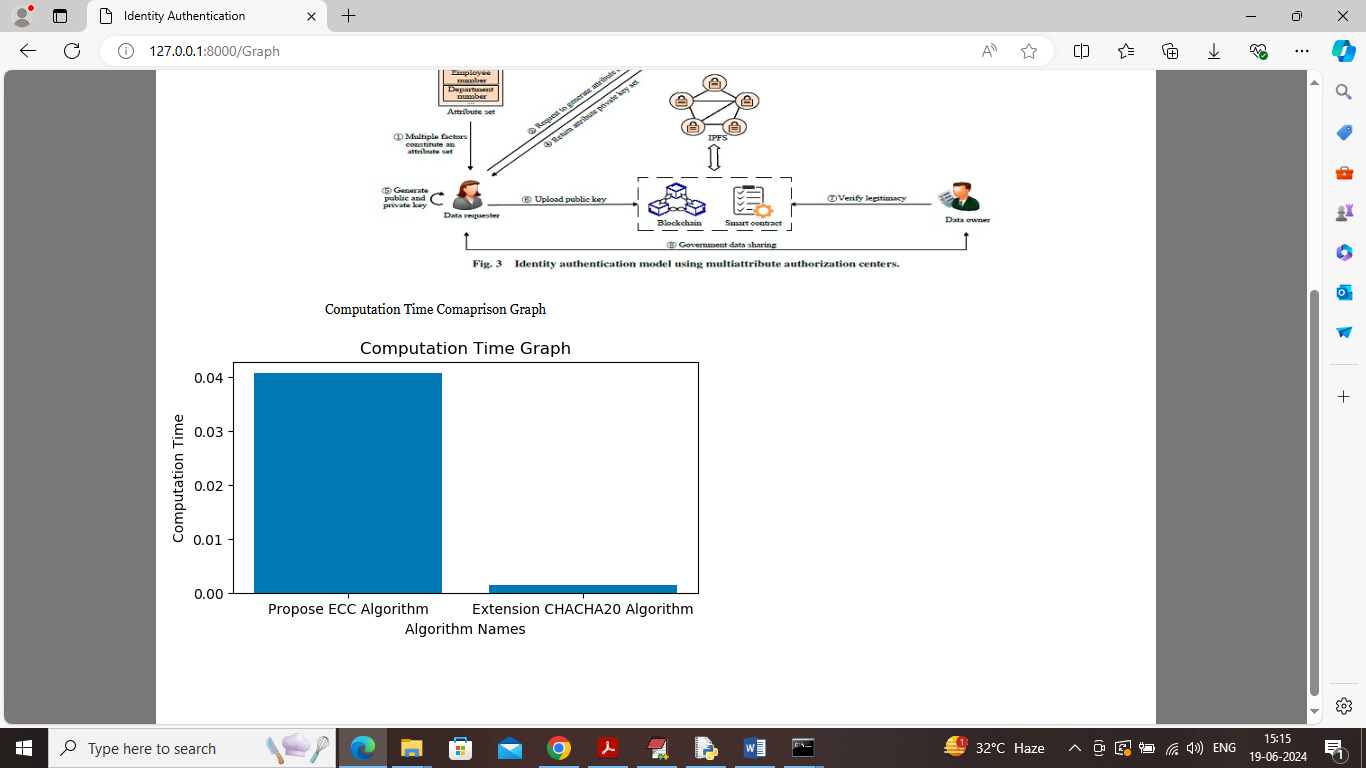 Identity Authentication
127.0.0.1:8000/Graph
Employee
number
Department
number
...
Attribute set
① Multiple factors
constitute an
attribute set
② Request to generate attribute
④ Return attribute private key set
IPFS
⑤ Generate
public and
private key
Data requester
⑥ Upload public key
Blockchain
Smart contract
⑦ Verify legitimacy
Data owner
⑧ Government data sharing
Fig. 3 Identity authentication model using multiattribute authorization centers.
Computation Time Comaprison Graph
Computation Time Graph
Computation Time
0.04
0.03
0.02
0.01
0.00
Propose ECC Algorithm
Extension CHACHA20 Algorithm
Algorithm Names
Type here to search
1
32°C Haze
ENG
15:15
19-06-2024
1